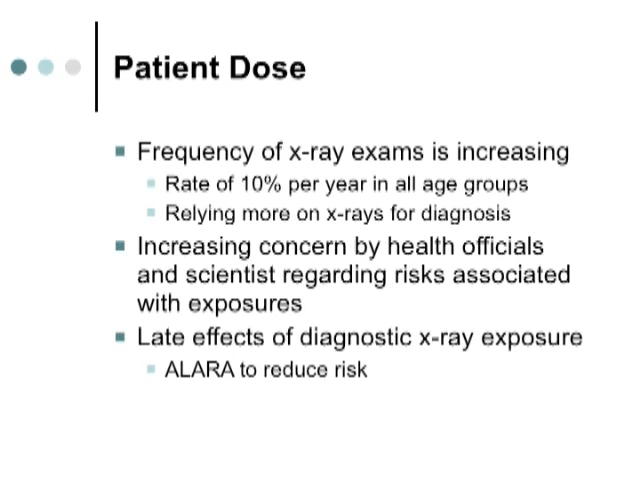 Patient Dose
Frequency of x-ray exams is increasing
Rate of 10% per year in all age groups
Relying more on x-rays for diagnosis
Increasing concern by health officials
and scientist regarding risks associated
with exposures
Late effects of diagnostic x-ray exposure
ALARA to reduce risk